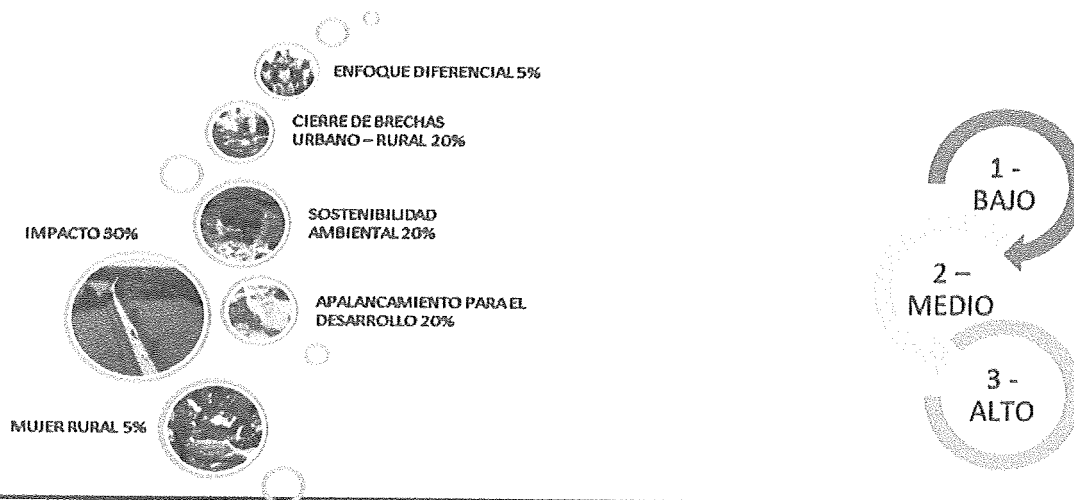 ENFOQUE DIFERENCIAL 5%
CIERRE DE BRECHAS
URBANO – RURAL 20%
SOSTENIBILIDAD
AMBIENTAL 20%
IMPACTO 30%
APALANCAMIENTO PARA EL
DESARROLLO 20%
MUJER RURAL 5%
1 -
BAJO
2 –
MEDIO
3 -
ALTO